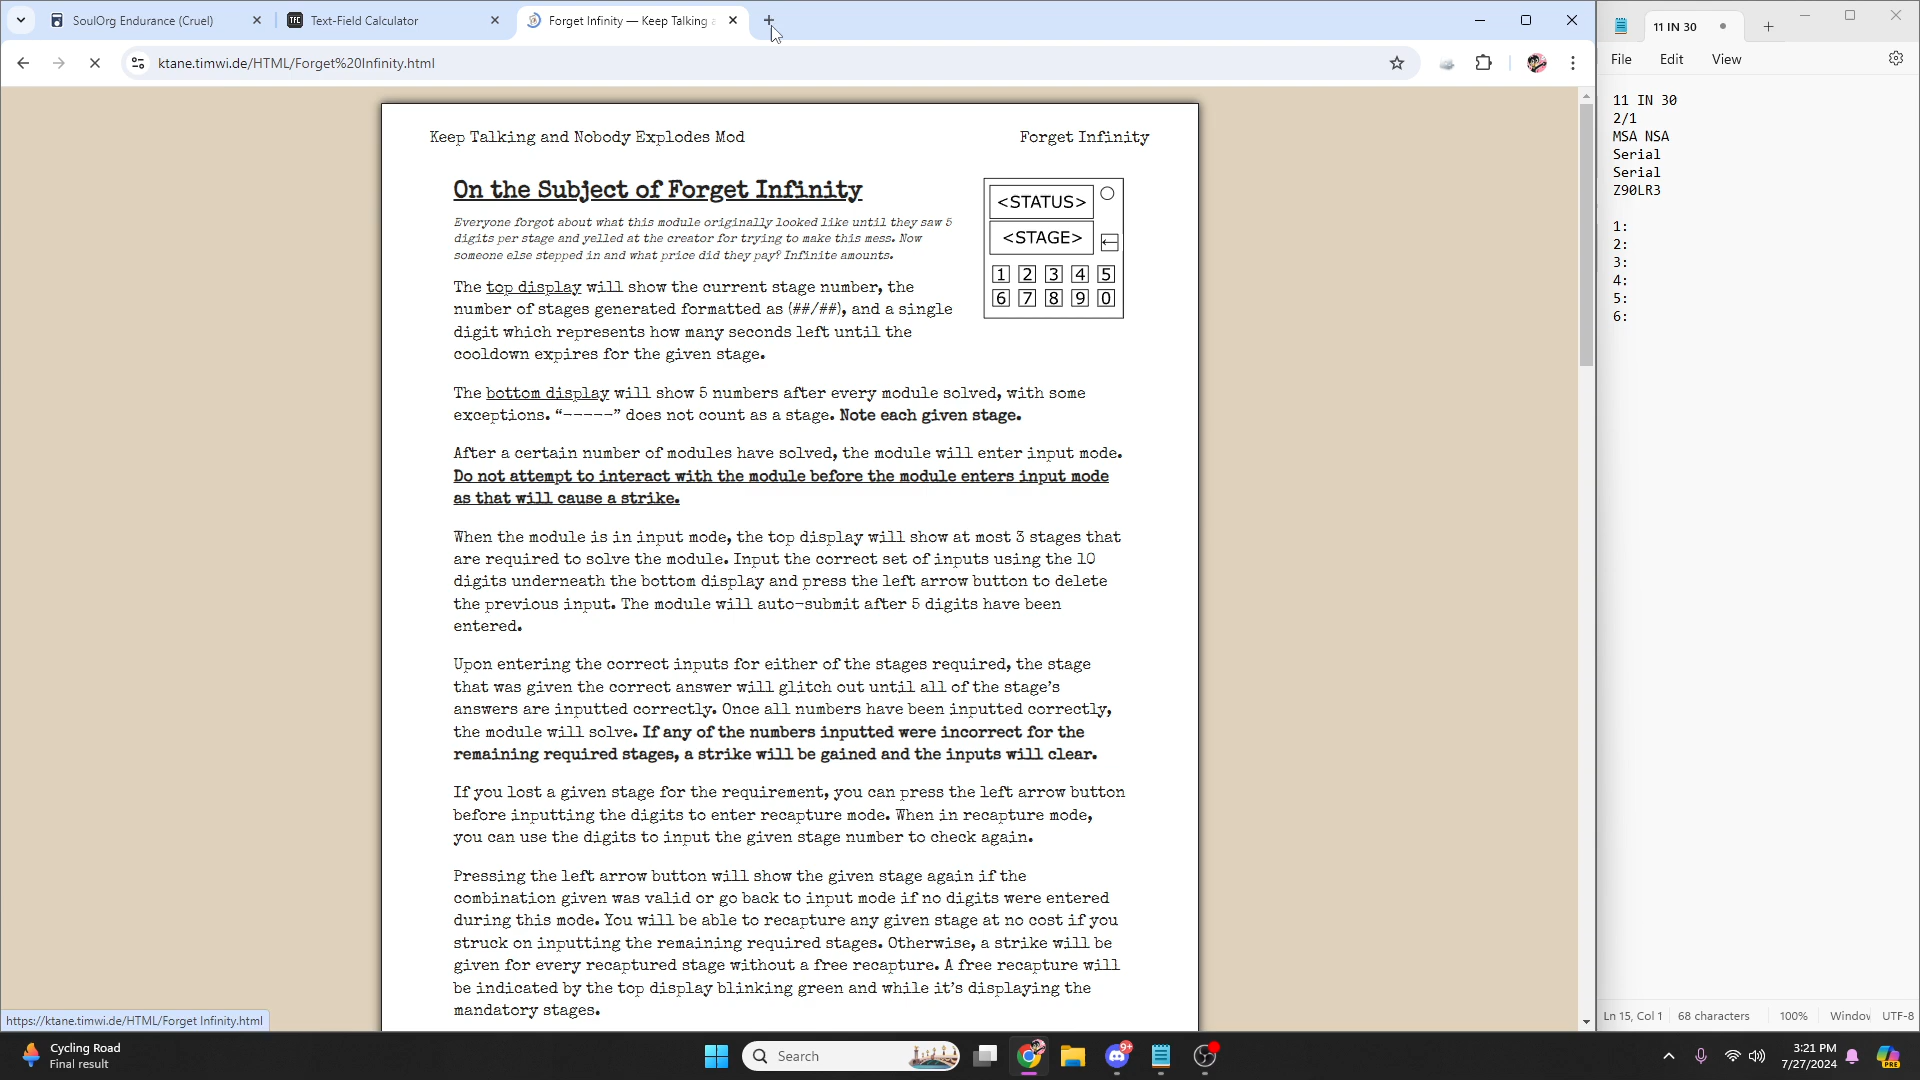 SoulOrg Endurance (Cruel)
TFC
Text-Field Calculator
Forget Infinity — Keep Talking a
ktane.timwi.de/HTML/Forget%20Infinity.html
Keep Talking and Nobody Explodes Mod
Forget Infinity
On the Subject of Forget Infinity
Everyone forgot about what this module originally looked like until they saw 5
digits per stage and yelled at the creator for trying to make this mess. Now
someone else stepped in and what price did they pay? Infinite amounts.
<STATUS>
<STAGE>
←
1 2 3 4 5
6 7 8 9 0
The top display will show the current stage number, the
number of stages generated formatted as (##/##), and a single
digit which represents how many seconds left until the
cooldown expires for the given stage.
The bottom display will show 5 numbers after every module solved, with some
exceptions. “-----” does not count as a stage. Note each given stage.
After a certain number of modules have solved, the module will enter input mode.
Do not attempt to interact with the module before the module enters input mode
as that will cause a strike.
When the module is in input mode, the top display will show at most 3 stages that
are required to solve the module. Input the correct set of inputs using the 10
digits underneath the bottom display and press the left arrow button to delete
the previous input. The module will auto-submit after 5 digits have been
entered.
Upon entering the correct inputs for either of the stages required, the stage
that was given the correct answer will glitch out until all of the stage’s
answers are inputted correctly. Once all numbers have been inputted correctly,
the module will solve. If any of the numbers inputted were incorrect for the
remaining required stages, a strike will be gained and the inputs will clear.
If you lost a given stage for the requirement, you can press the left arrow button
before inputting the digits to enter recapture mode. When in recapture mode,
you can use the digits to input the given stage number to check again.
Pressing the left arrow button will show the given stage again if the
combination given was valid or go back to input mode if no digits were entered
during this mode. You will be able to recapture any given stage at no cost if you
struck on inputting the remaining required stages. Otherwise, a strike will be
given for every recaptured stage without a free recapture. A free recapture will
be indicated by the top display blinking green and while it’s displaying the
mandatory stages.
https://ktane.timwi.de/HTML/Forget Infinity.html
11 IN 30
File Edit View
11 IN 30
2/1
MSA NSA
Serial
Serial
Z90LR3
1:
2:
3:
4:
5:
6:
Ln 15, Col 1 68 characters 100% Window UTF-8
Cycling Road
Final result
Search
9+
3:21 PM
7/27/2024
PRE